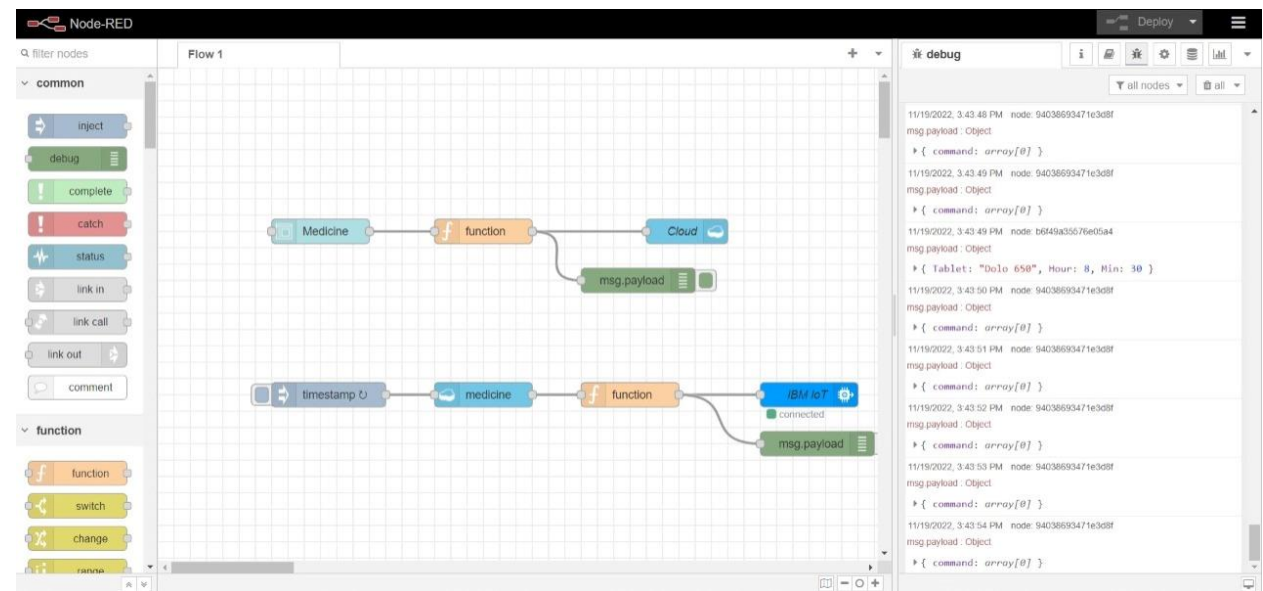 Node-RED
Deploy
filter nodes
Flow 1
debug
i
common
all nodes
all
inject
debug
complete
catch
status
link in
link call
link out
comment
function
function
switch
change
range
Medicine
function
Cloud
msg.payload
timestamp ↻
medicine
function
IBM IoT
connected
msg.payload
11/19/2022, 3:43:48 PM node: 94038693471e3d8f
msg.payload : Object
{ command: array[0] }
11/19/2022, 3:43:49 PM node: 94038693471e3d8f
msg.payload : Object
{ command: array[0] }
11/19/2022, 3:43:49 PM node: b6f49a35576e05a4
msg.payload : Object
{ Tablet: "Dolo 650", Hour: 8, Min: 30 }
11/19/2022, 3:43:50 PM node: 94038693471e3d8f
msg.payload : Object
{ command: array[0] }
11/19/2022, 3:43:51 PM node: 94038693471e3d8f
msg.payload : Object
{ command: array[0] }
11/19/2022, 3:43:52 PM node: 94038693471e3d8f
msg.payload : Object
{ command: array[0] }
11/19/2022, 3:43:53 PM node: 94038693471e3d8f
msg.payload : Object
{ command: array[0] }
11/19/2022, 3:43:54 PM node: 94038693471e3d8f
msg.payload : Object
{ command: array[0] }